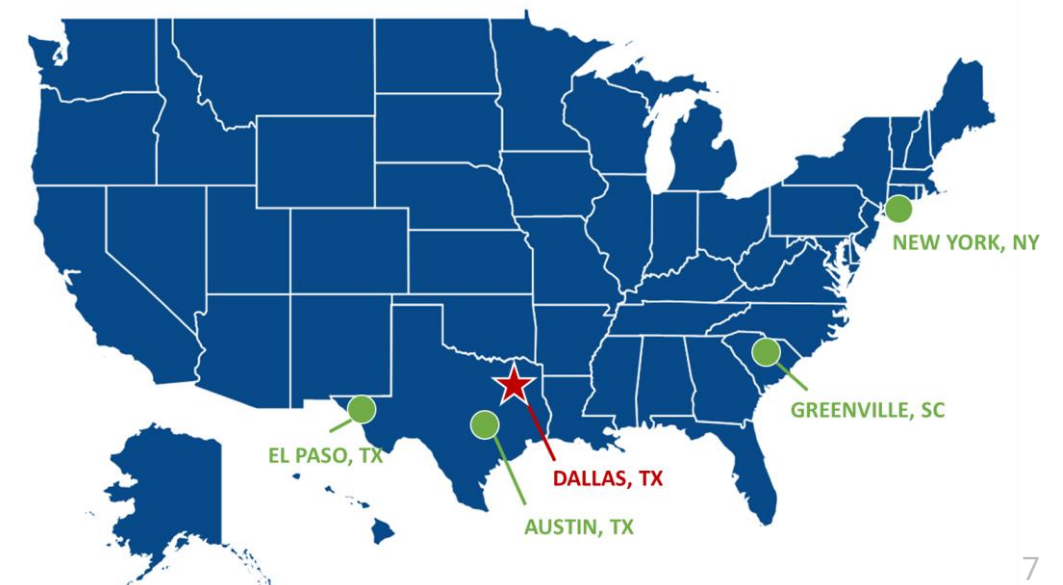 NEW YORK, NY
GREENVILLE, SC
EL PASO, TX
DALLAS, TX
AUSTIN, TX
7